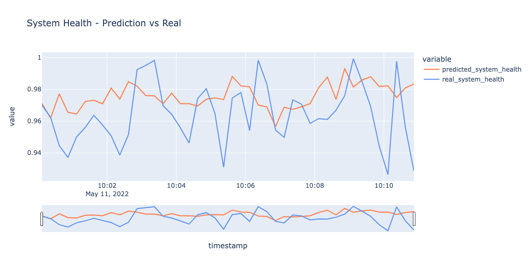 System Health - Prediction vs Real
variable
predicted_system_health
real_system_health
value
1
0.98
0.96
0.94
10:02
May 11, 2022
10:04
10:06
10:08
10:10
timestamp